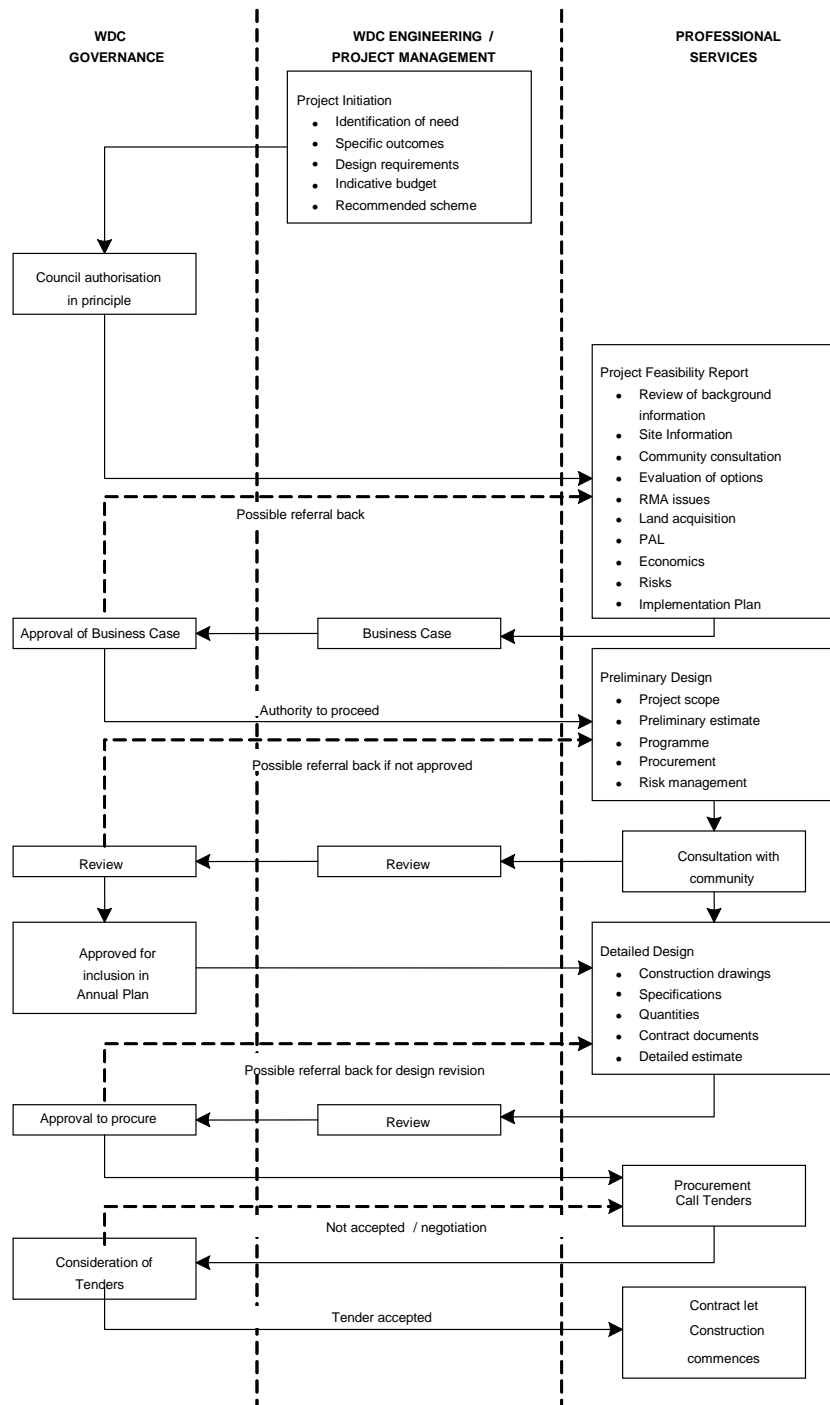 WDC
GOVERNANCE
WDC ENGINEERING /
PROJECT MANAGEMENT
PROFESSIONAL
SERVICES
Project Initiation
• Identification of need
• Specific outcomes
• Design requirements
• Indicative budget
• Recommended scheme
Council authorisation
in principle
Project Feasibility Report
• Review of background
information
• Site Information
• Community consultation
• Evaluation of options
• RMA issues
• Land acquisition
• PAL
• Economics
• Risks
• Implementation Plan
Possible referral back
Approval of Business Case
Business Case
Preliminary Design
• Project scope
• Preliminary estimate
• Programme
• Procurement
• Risk management
Authority to proceed
Possible referral back if not approved
Review
Review
Consultation with
community
Approved for
inclusion in
Annual Plan
Detailed Design
• Construction drawings
• Specifications
• Quantities
• Contract documents
• Detailed estimate
Possible referral back for design revision
Approval to procure
Review
Procurement
Call Tenders
Not accepted / negotiation
Consideration of
Tenders
Tender accepted
Contract let
Construction
commences